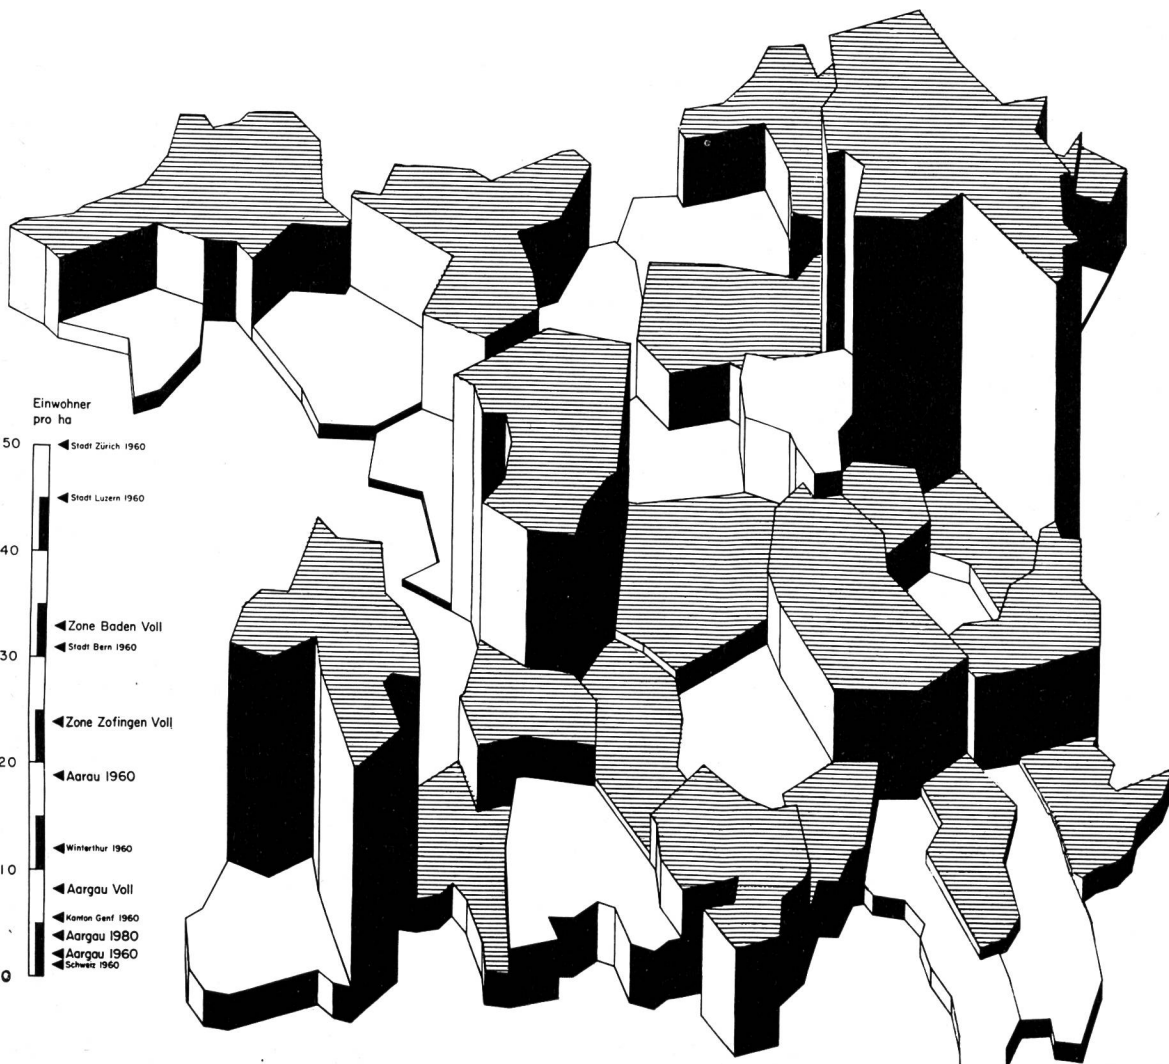 Einwohner
pro ha
50
Stadt Zürich 1960
Stadt Luzern 1960
40
Zone Baden Voll
Stadt Bern 1960
30
Zone Zofingen Voll
20
Aarau 1960
Winterthur 1960
10
Aargau Voll
Kanton Genf 1960
Aargau 1980
Aargau 1960
Schweiz 1960
0